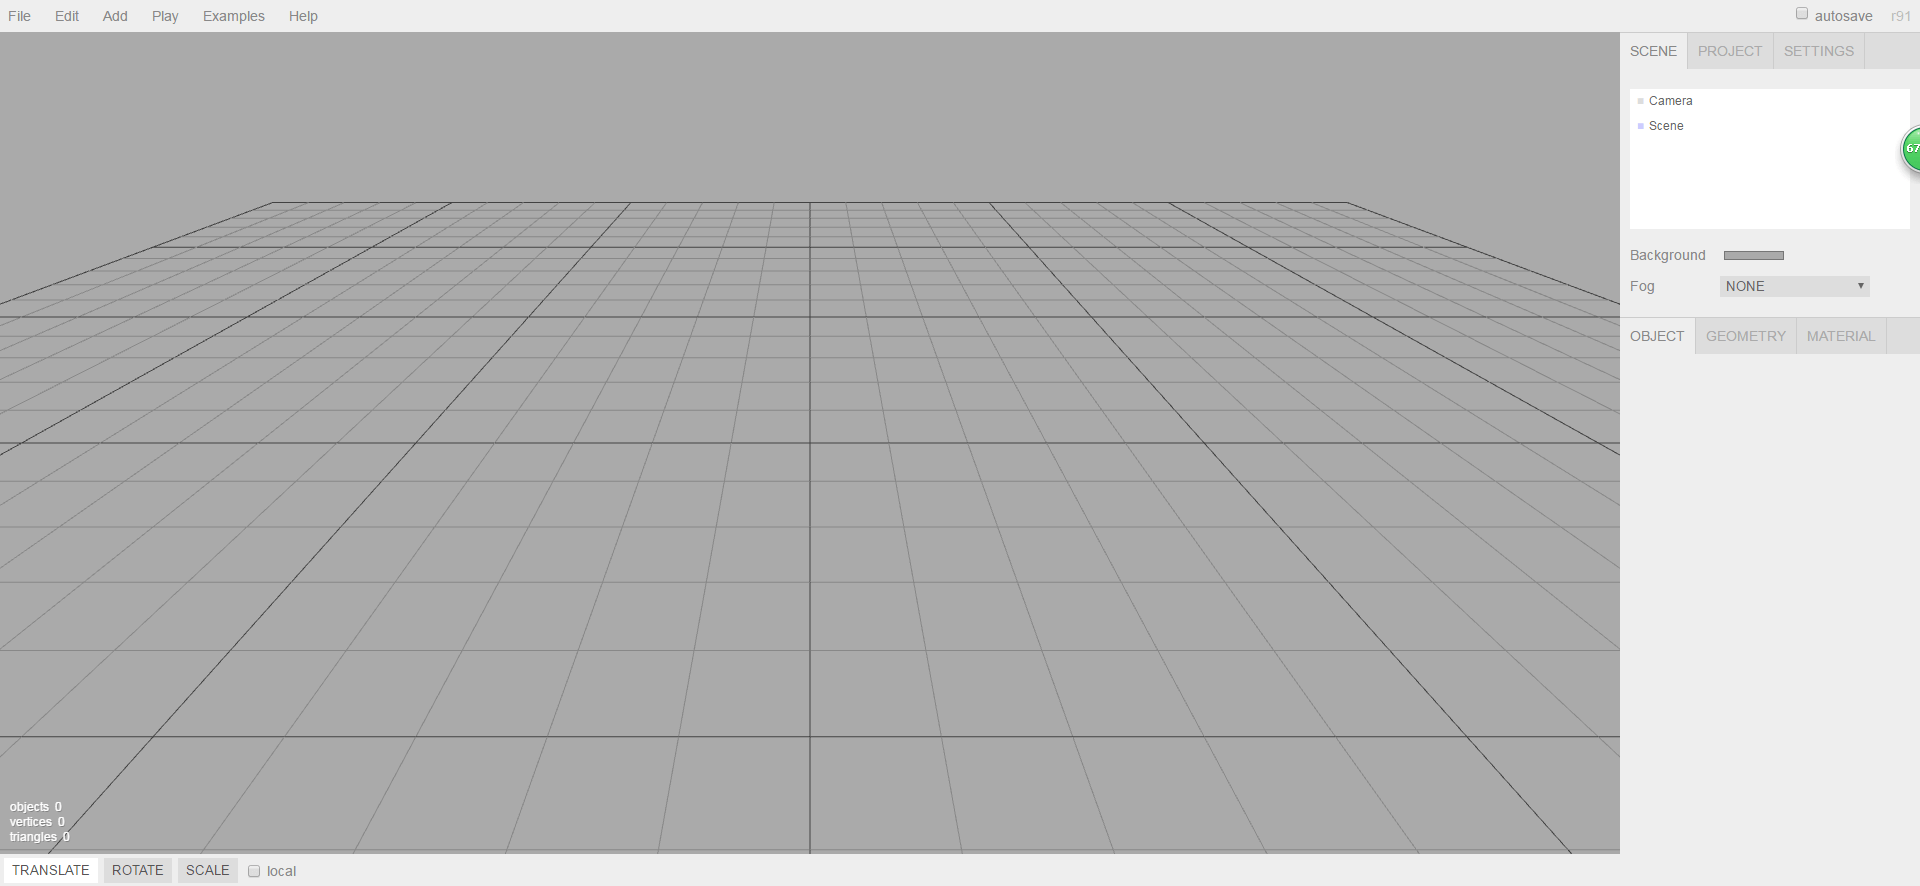 File Edit Add Play Examples Help autosave r91
SCENE PROJECT SETTINGS
Camera
Scene
67
Background
Fog NONE
OBJECT GEOMETRY MATERIAL
objects 0
vertices 0
triangles 0
TRANSLATE ROTATE SCALE local